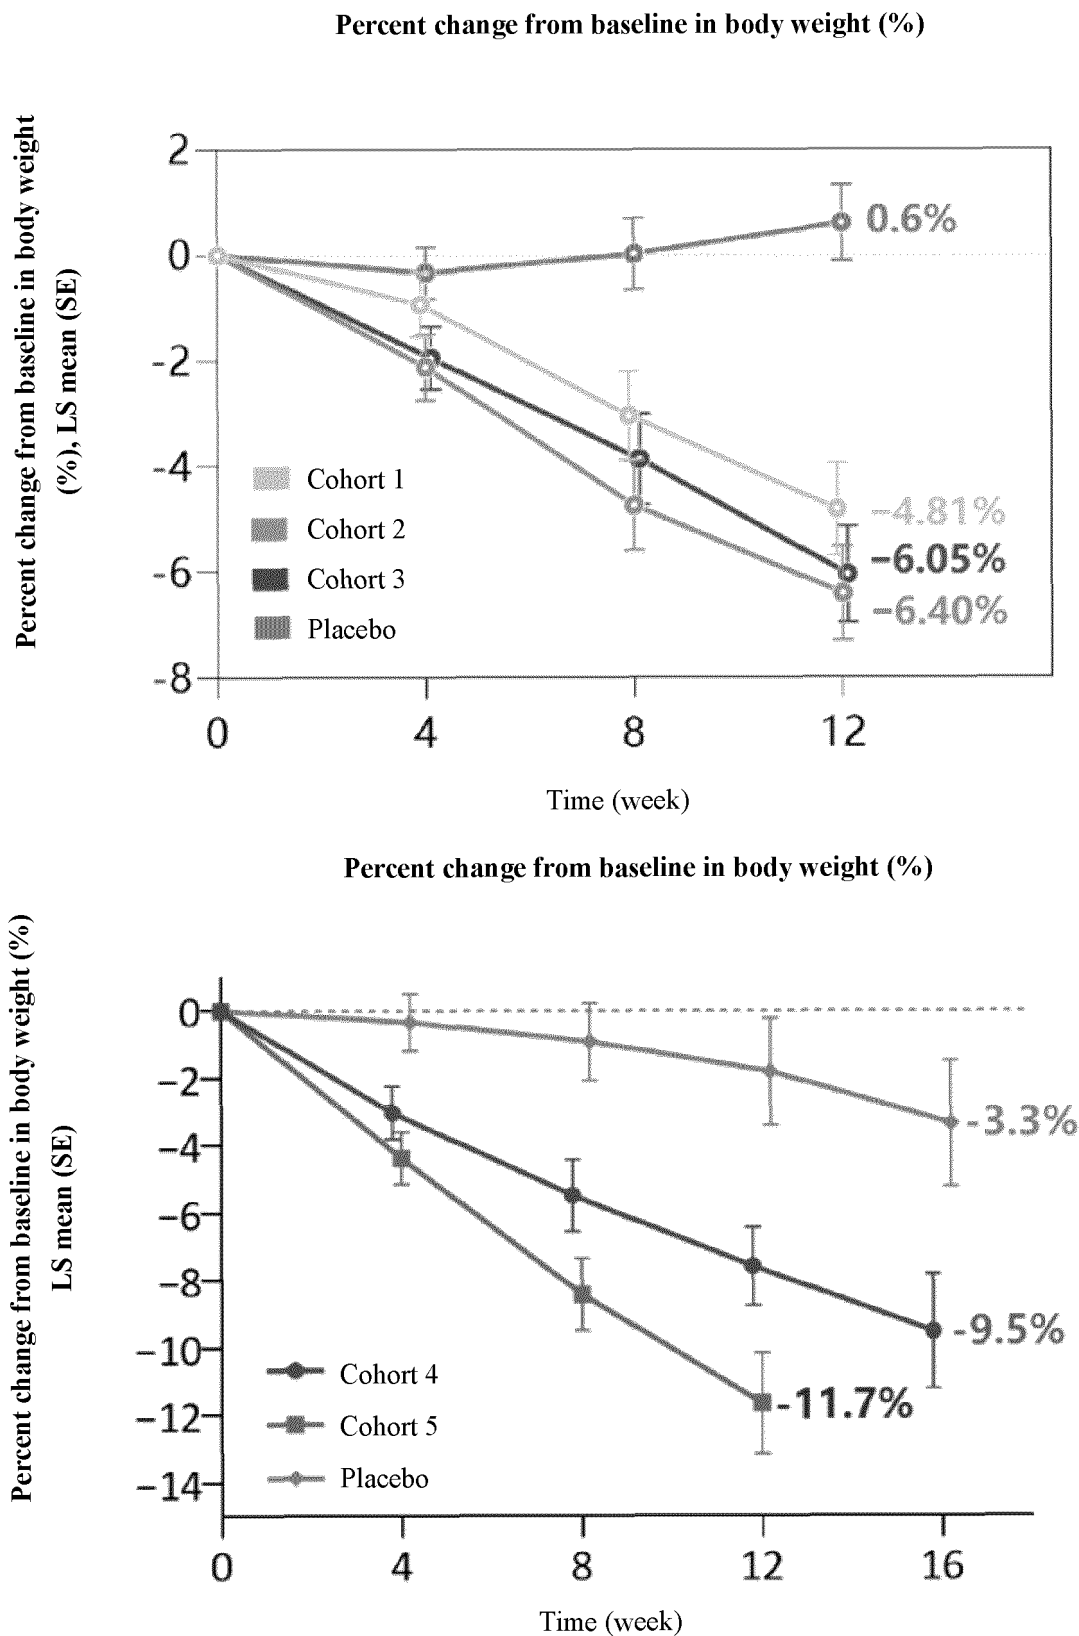 Percent change from baseline in body weight (%)
Percent change from baseline in body weight
(%), LS mean (SE)
2
0
-2
-4
-6
-8
0.6%
−4.81%
−6.05%
−6.40%
Cohort 1
Cohort 2
Cohort 3
Placebo
0 4 8 12
Time (week)
Percent change from baseline in body weight (%)
Percent change from baseline in body weight (%)
LS mean (SE)
0
−2
−4
−6
−8
−10
−12
−14
-3.3%
-9.5%
-11.7%
Cohort 4
Cohort 5
Placebo
0 4 8 12 16
Time (week)